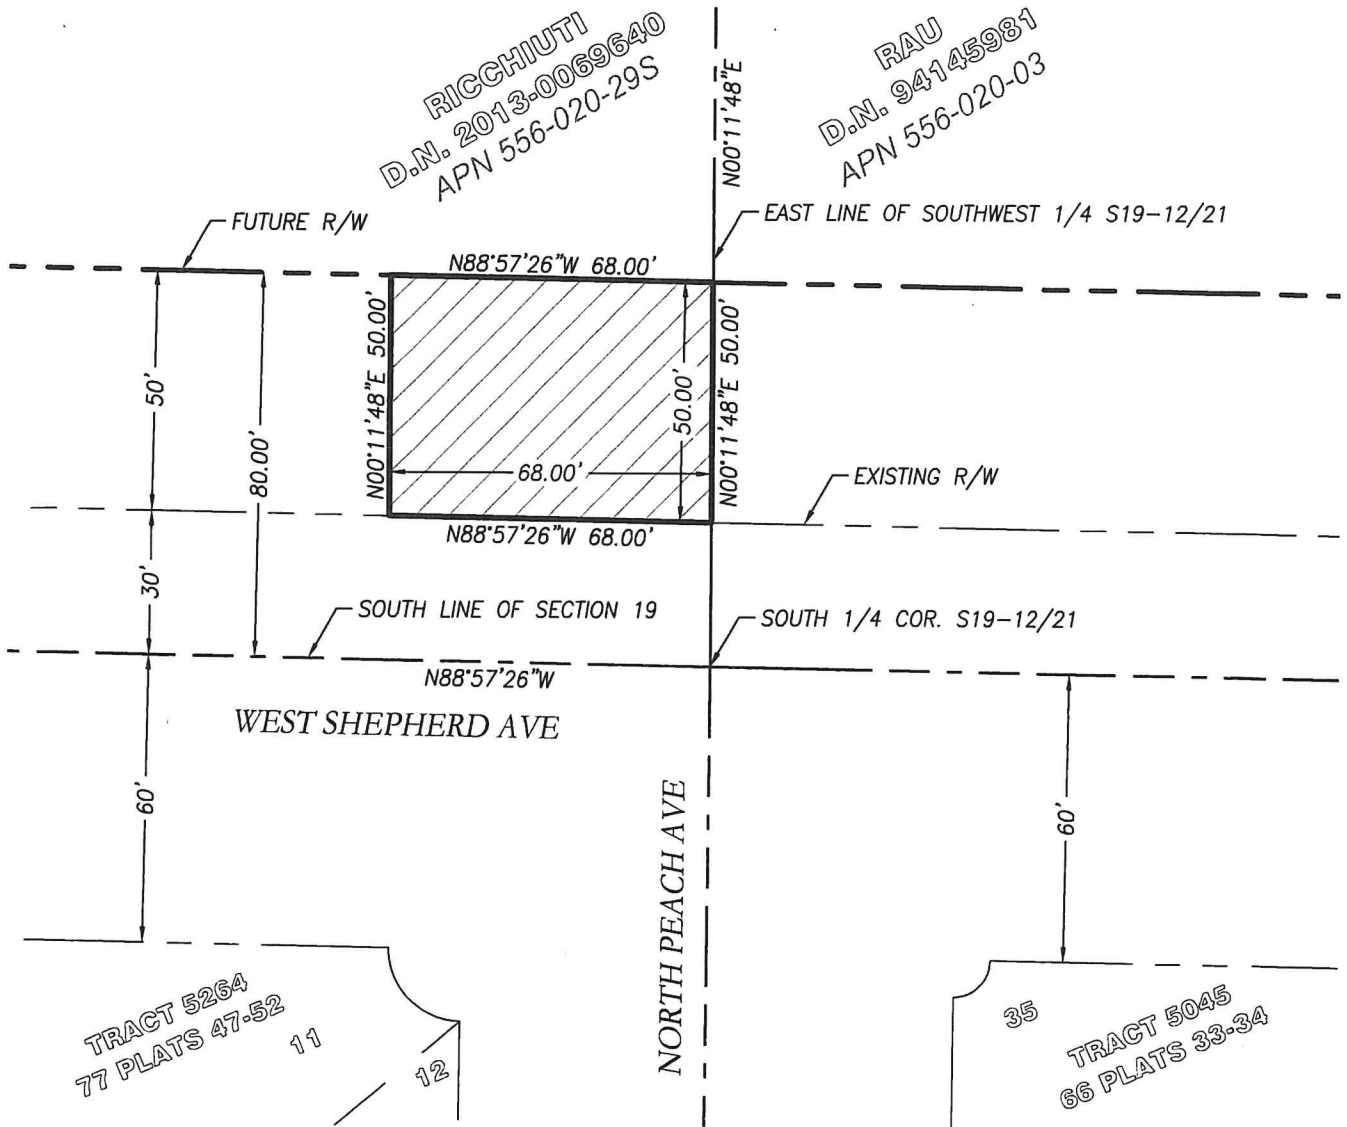 RICCHIUTI
D.N. 2013-0069640
APN 556-020-29S
N00°11'48"E
RAU
D.N. 94145981
APN 556-020-03
FUTURE R/W
EAST LINE OF SOUTHWEST 1/4 S19-12/21
N88°57'26"W 68.00'
50'
80.00'
N00°11'48"E 50.00'
50.00'
N00°11'48"E 50.00'
68.00'
EXISTING R/W
N88°57'26"W 68.00'
30'
SOUTH LINE OF SECTION 19
SOUTH 1/4 COR. S19-12/21
N88°57'26"W
WEST SHEPHERD AVE
60'
NORTH PEACH AVE
60'
TRACT 5264
77 PLATS 47-52
11
12
35
TRACT 5045
66 PLATS 33-34